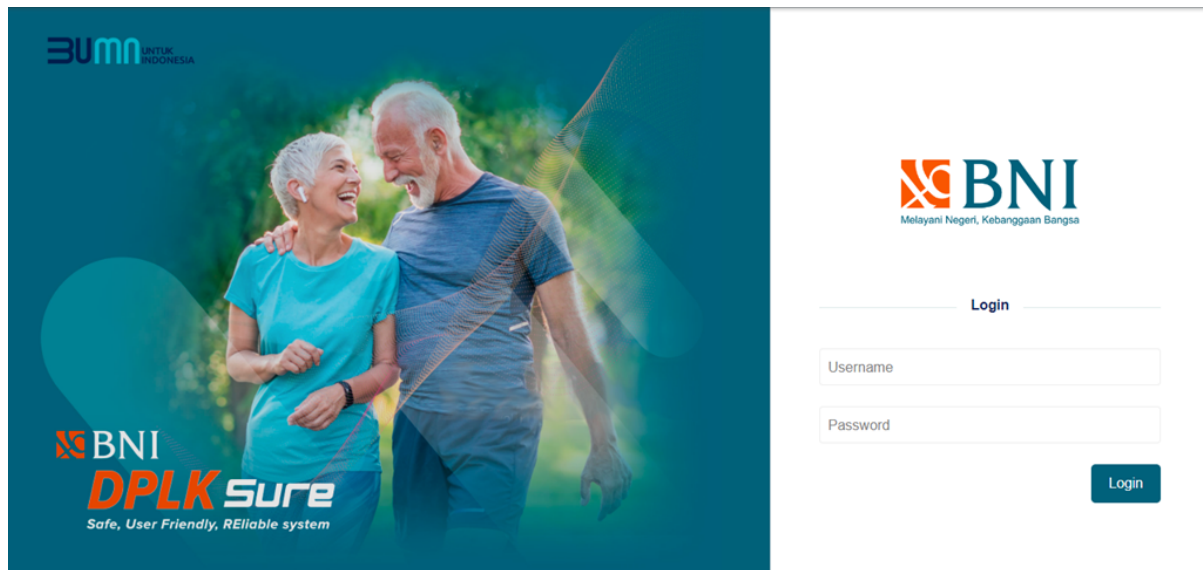 BUMN UNTUK
INDONESIA
BNI
DPLK Sure
Safe, User Friendly, REliable system
BNI
Melayani Negeri, Kebanggaan Bangsa
Login
Username
Password
Login